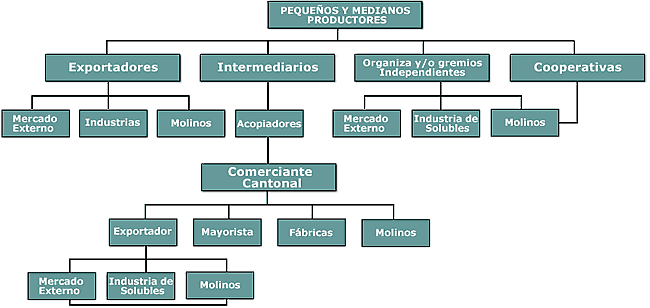 PEQUEÑOS Y MEDIANOS
PRODUCTORES
Exportadores
Intermediarios
Organiza y/o gremios
Independientes
Cooperativas
Mercado
Externo
Industrias
Molinos
Acopiadores
Mercado
Externo
Industria de
Solubles
Molinos
Comerciante
Cantonal
Exportador
Mayorista
Fábricas
Molinos
Mercado
Externo
Industria de
Solubles
Molinos